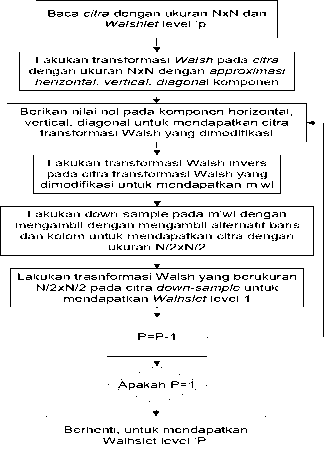 Baca citra dengan ukuran NxN dan
Walshlet level 'p
Lakukan transformasi Walsh pada citra
dengan ukuran NxN dengan approximasi
horizontal, vertical, diagonal komponen
Berikan nilai nol pada komponen horizontal,
vertical, diagonal untuk mendapatkan citra
transformasi Walsh yang dimodifikasi
Lakukan transformasi Walsh invers
pada citra transformasi Walsh yang
dimodifikasi untuk mendapatkan m'wI
Lakukan down sample pada m'wI dengan
mengambil dengan mengambil alternatif baris
dan kolom untuk mendapatkan citra dengan
ukuran N/2xN/2
Lakukan trasnformasi Walsh yang berukuran
N/2xN/2 pada citra down-sample untuk
mendapatkan Walhslet level 1
P=P-1
Apakah P=1
Berhenti, untuk mendapatkan
Walhslet level 'P